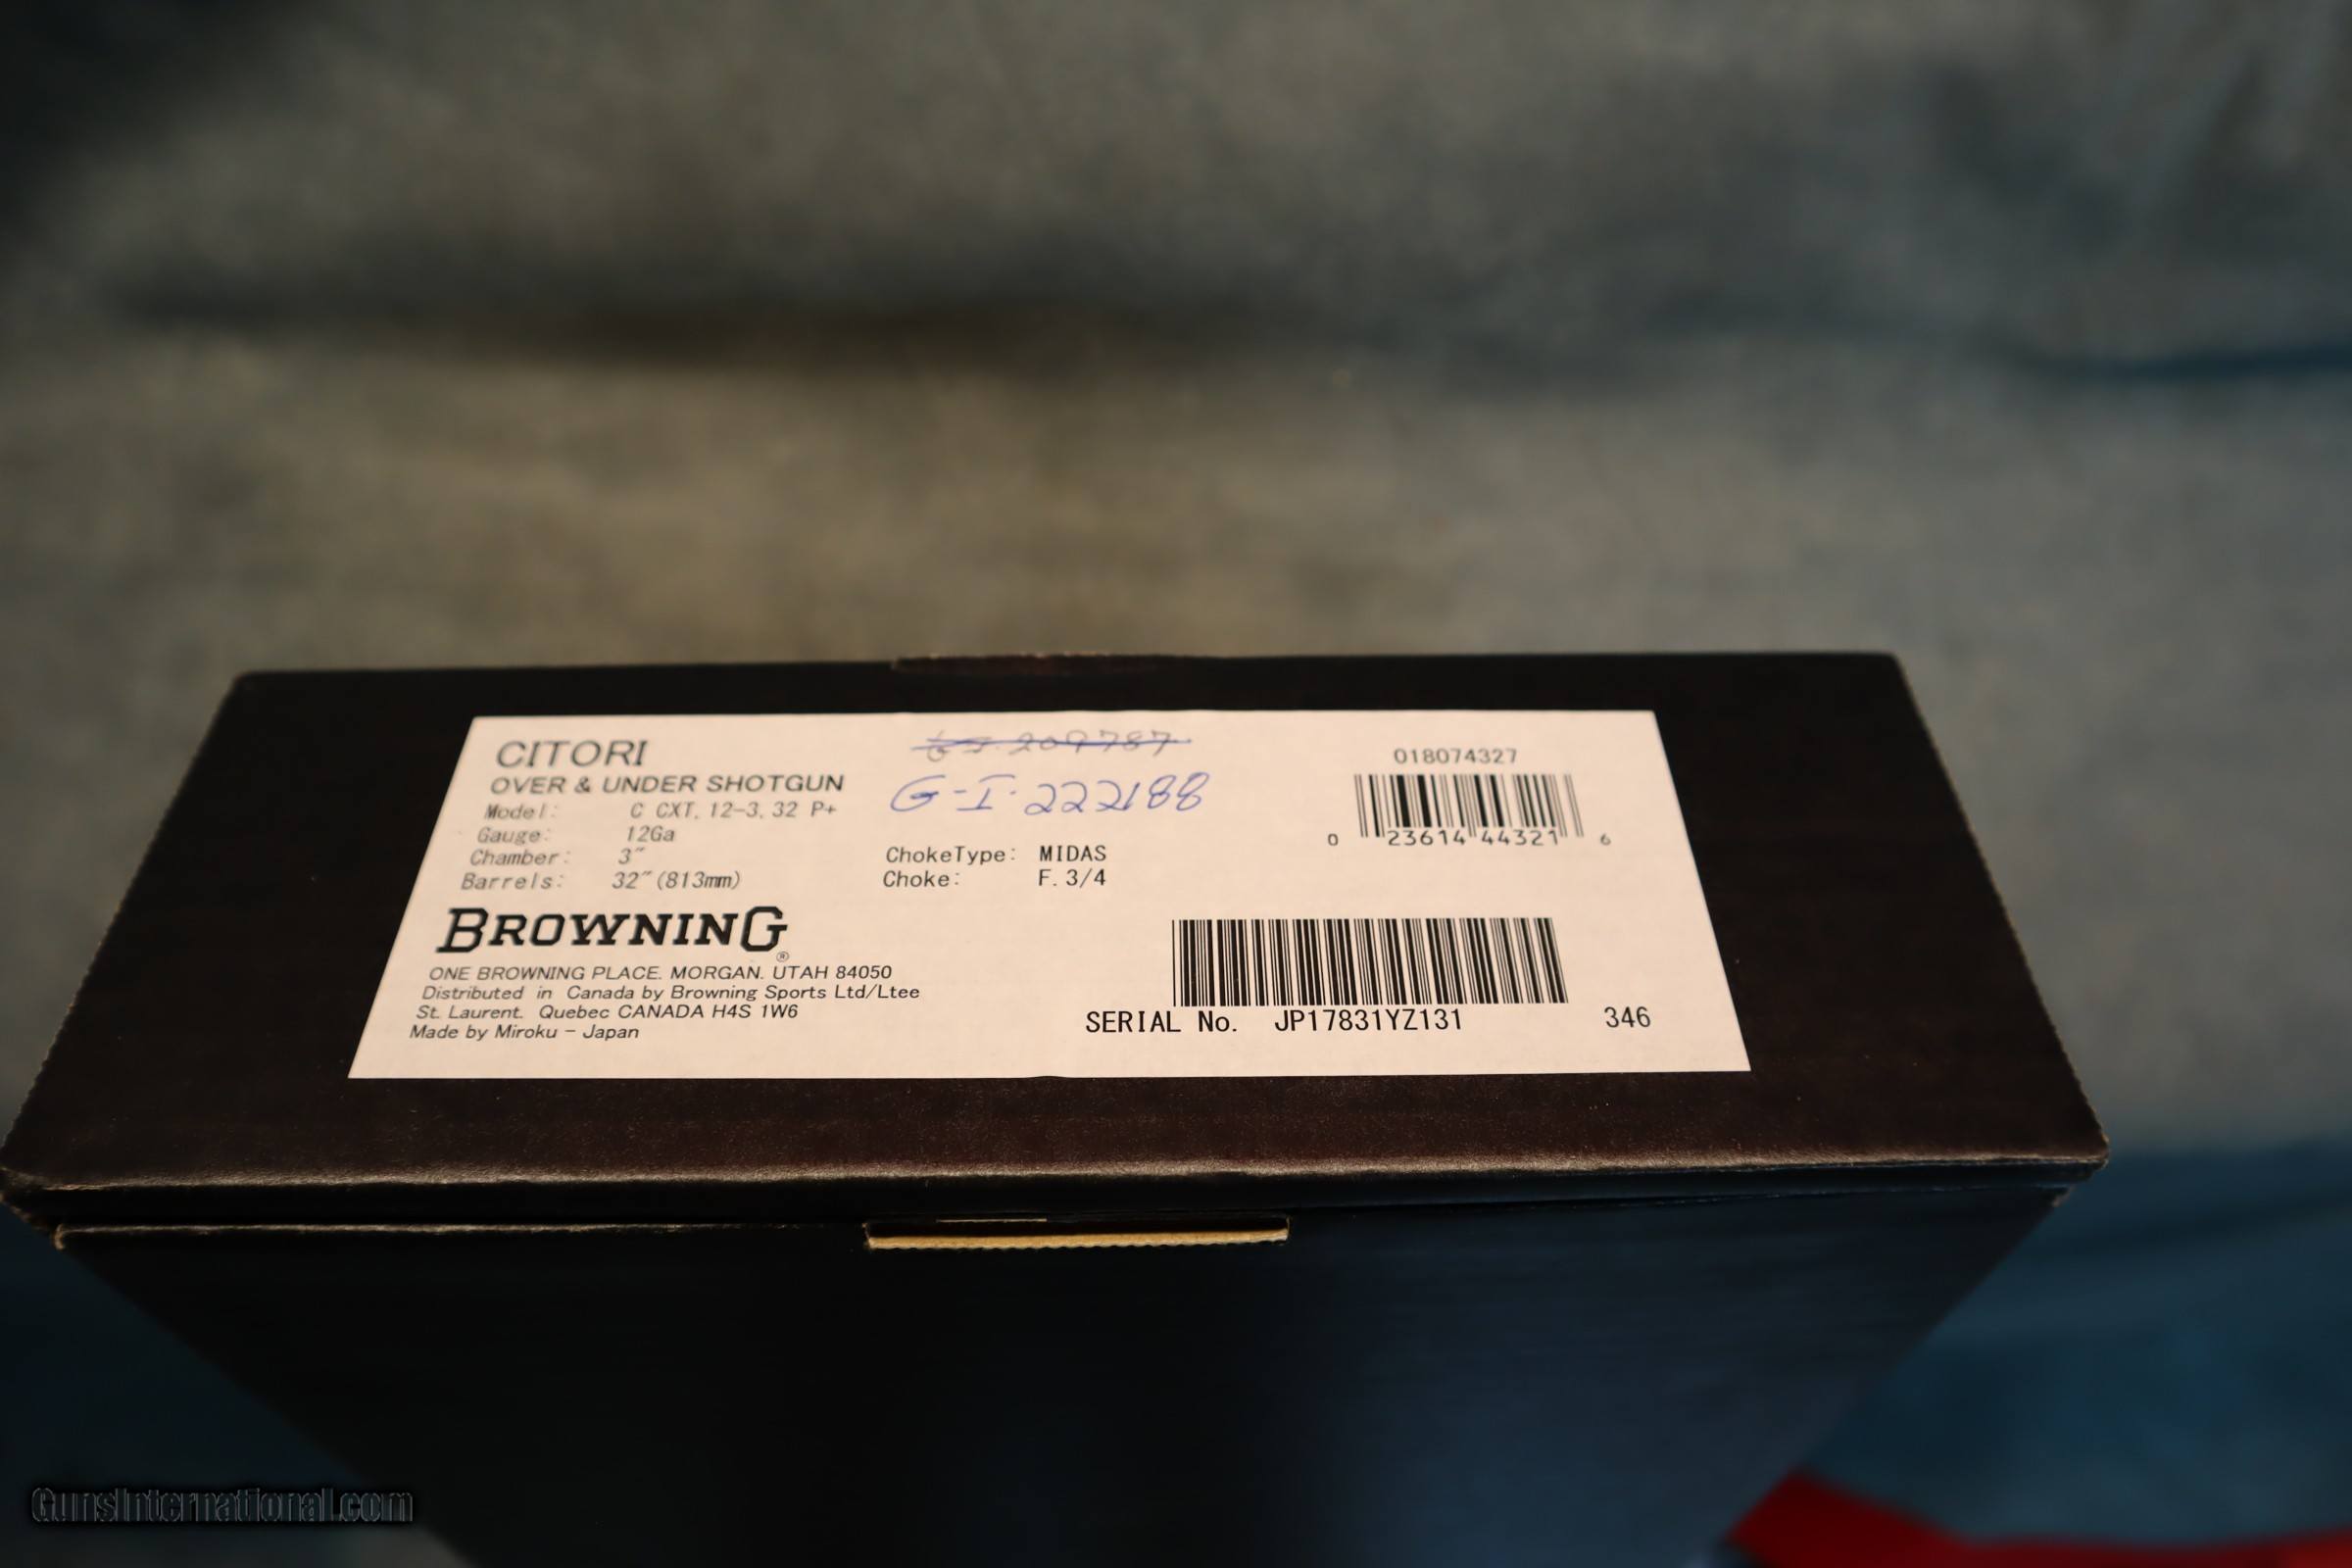 CITORI
OVER & UNDER SHOTGUN
Model: C CXT, 12-3, 32 P+
Gauge: 12Ga
Chamber: 3"
Barrels: 32"(813mm)
G-I-209787
G-I-222188
ChokeType: MIDAS
Choke: F. 3/4
018074327
0 23614 44321 6
BROWNING®
ONE BROWNING PLACE. MORGAN. UTAH 84050
Distributed in Canada by Browning Sports Ltd/Ltee
St. Laurent. Quebec CANADA H4S 1W6
Made by Miroku - Japan
SERIAL No. JP17831YZ131
346
GunsInternational.com